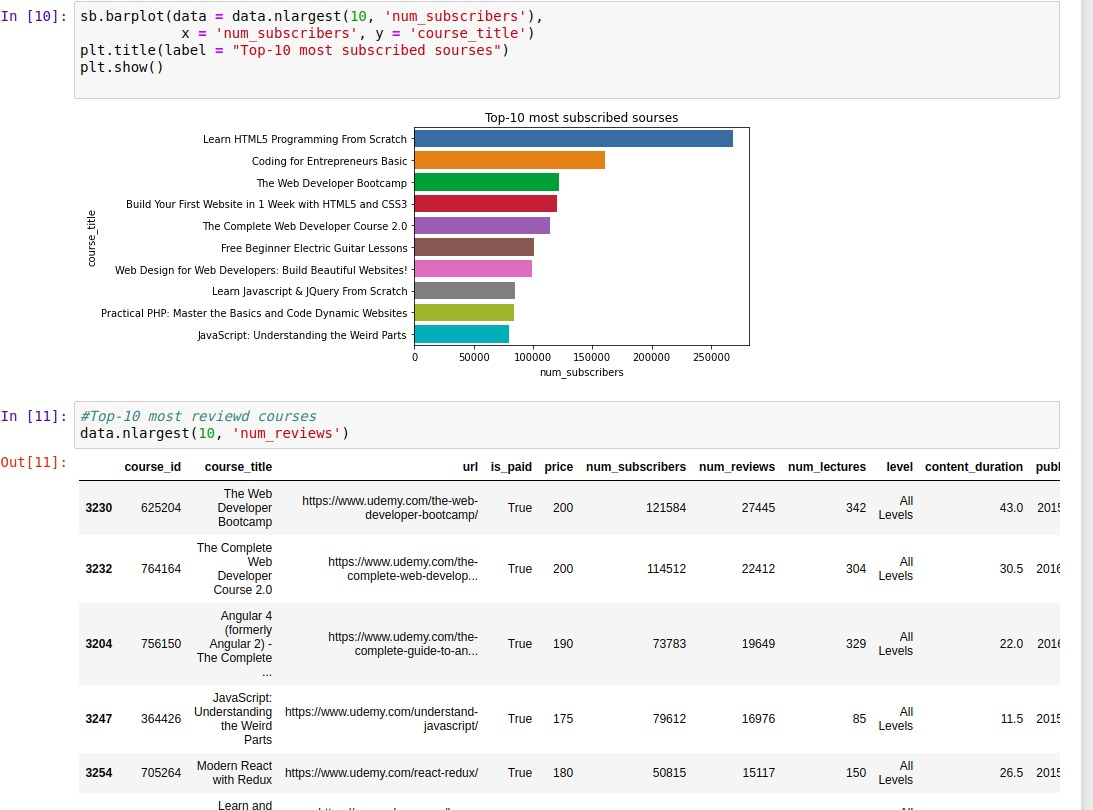 In [10]: sb.barplot(data = data.nlargest(10, 'num_subscribers'),
x = 'num_subscribers', y = 'course_title')
plt.title(label = "Top-10 most subscribed sourses")
plt.show()
Top-10 most subscribed sourses
course_title
Learn HTML5 Programming From Scratch
Coding for Entrepreneurs Basic
The Web Developer Bootcamp
Build Your First Website in 1 Week with HTML5 and CSS3
The Complete Web Developer Course 2.0
Free Beginner Electric Guitar Lessons
Web Design for Web Developers: Build Beautiful Websites!
Learn Javascript & JQuery From Scratch
Practical PHP: Master the Basics and Code Dynamic Websites
JavaScript: Understanding the Weird Parts
0 50000 100000 150000 200000 250000
num_subscribers
In [11]: #Top-10 most reviewd courses
data.nlargest(10, 'num_reviews')
Out[11]:
course_id course_title url is_paid price num_subscribers num_reviews num_lectures level content_duration publ
3230 625204 The Web Developer Bootcamp https://www.udemy.com/the-web-developer-bootcamp/ True 200 121584 27445 342 All Levels 43.0 2015
3232 764164 The Complete Web Developer Course 2.0 https://www.udemy.com/the-complete-web-develop... True 200 114512 22412 304 All Levels 30.5 2016
3204 756150 Angular 4 (formerly Angular 2) - The Complete ... https://www.udemy.com/the-complete-guide-to-an... True 190 73783 19649 329 All Levels 22.0 2016
3247 364426 JavaScript: Understanding the Weird Parts https://www.udemy.com/understand-javascript/ True 175 79612 16976 85 All Levels 11.5 2015
3254 705264 Modern React with Redux https://www.udemy.com/react-redux/ True 180 50815 15117 150 All Levels 26.5 2015
Learn and